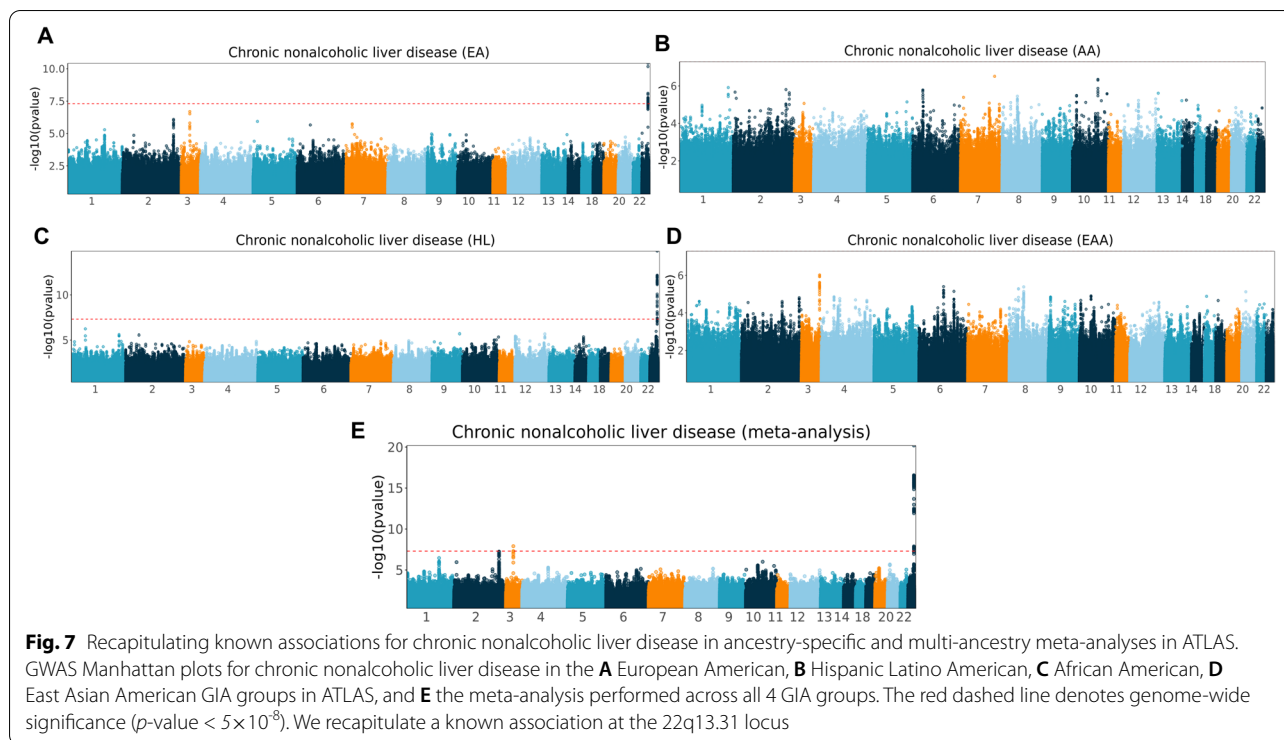 A
Chronic nonalcoholic liver disease (EA)
-log10(pvalue)
10.0
7.5
5.0
2.5
1 2 3 4 5 6 7 8 9 10 11 12 13 14 18 20 22
B
Chronic nonalcoholic liver disease (AA)
-log10(pvalue)
6
4
2
1 2 3 4 5 6 7 8 9 10 11 12 13 14 18 20 22
C
Chronic nonalcoholic liver disease (HL)
-log10(pvalue)
10
5
1 2 3 4 5 6 7 8 9 10 11 12 13 14 18 20 22
D
Chronic nonalcoholic liver disease (EAA)
-log10(pvalue)
6
4
2
1 2 3 4 5 6 7 8 9 10 11 12 13 14 18 20 22
E
Chronic nonalcoholic liver disease (meta-analysis)
-log10(pvalue)
20
15
10
5
1 2 3 4 5 6 7 8 9 10 11 12 13 14 18 20 22
Fig. 7 Recapitulating known associations for chronic nonalcoholic liver disease in ancestry-specific and multi-ancestry meta-analyses in ATLAS.
GWAS Manhattan plots for chronic nonalcoholic liver disease in the A European American, B Hispanic Latino American, C African American, D
East Asian American GIA groups in ATLAS, and E the meta-analysis performed across all 4 GIA groups. The red dashed line denotes genome-wide
significance (p-value < 5×10⁻⁸). We recapitulate a known association at the 22q13.31 locus